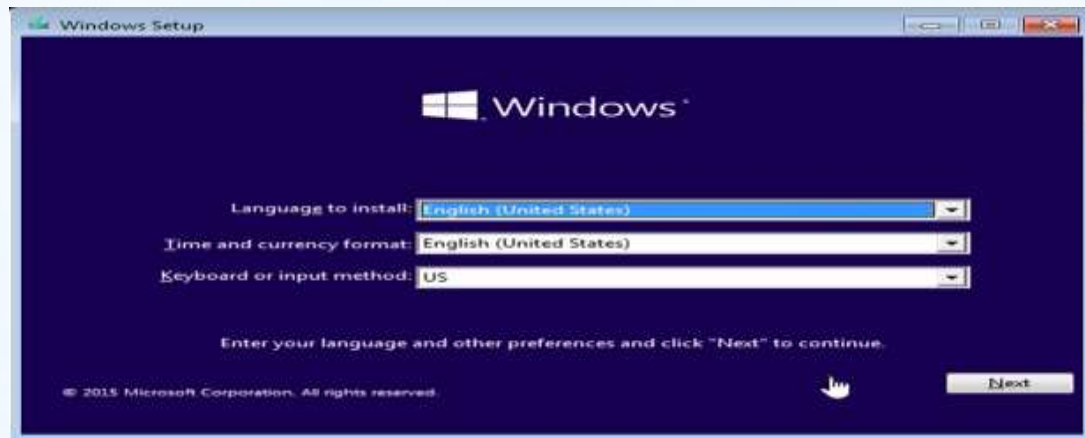 Windows Setup
Windows
Language to install: English (United States)
Time and currency format: English (United States)
Keyboard or input method: US
Enter your language and other preferences and click "Next" to continue.
© 2015 Microsoft Corporation. All rights reserved.
Next